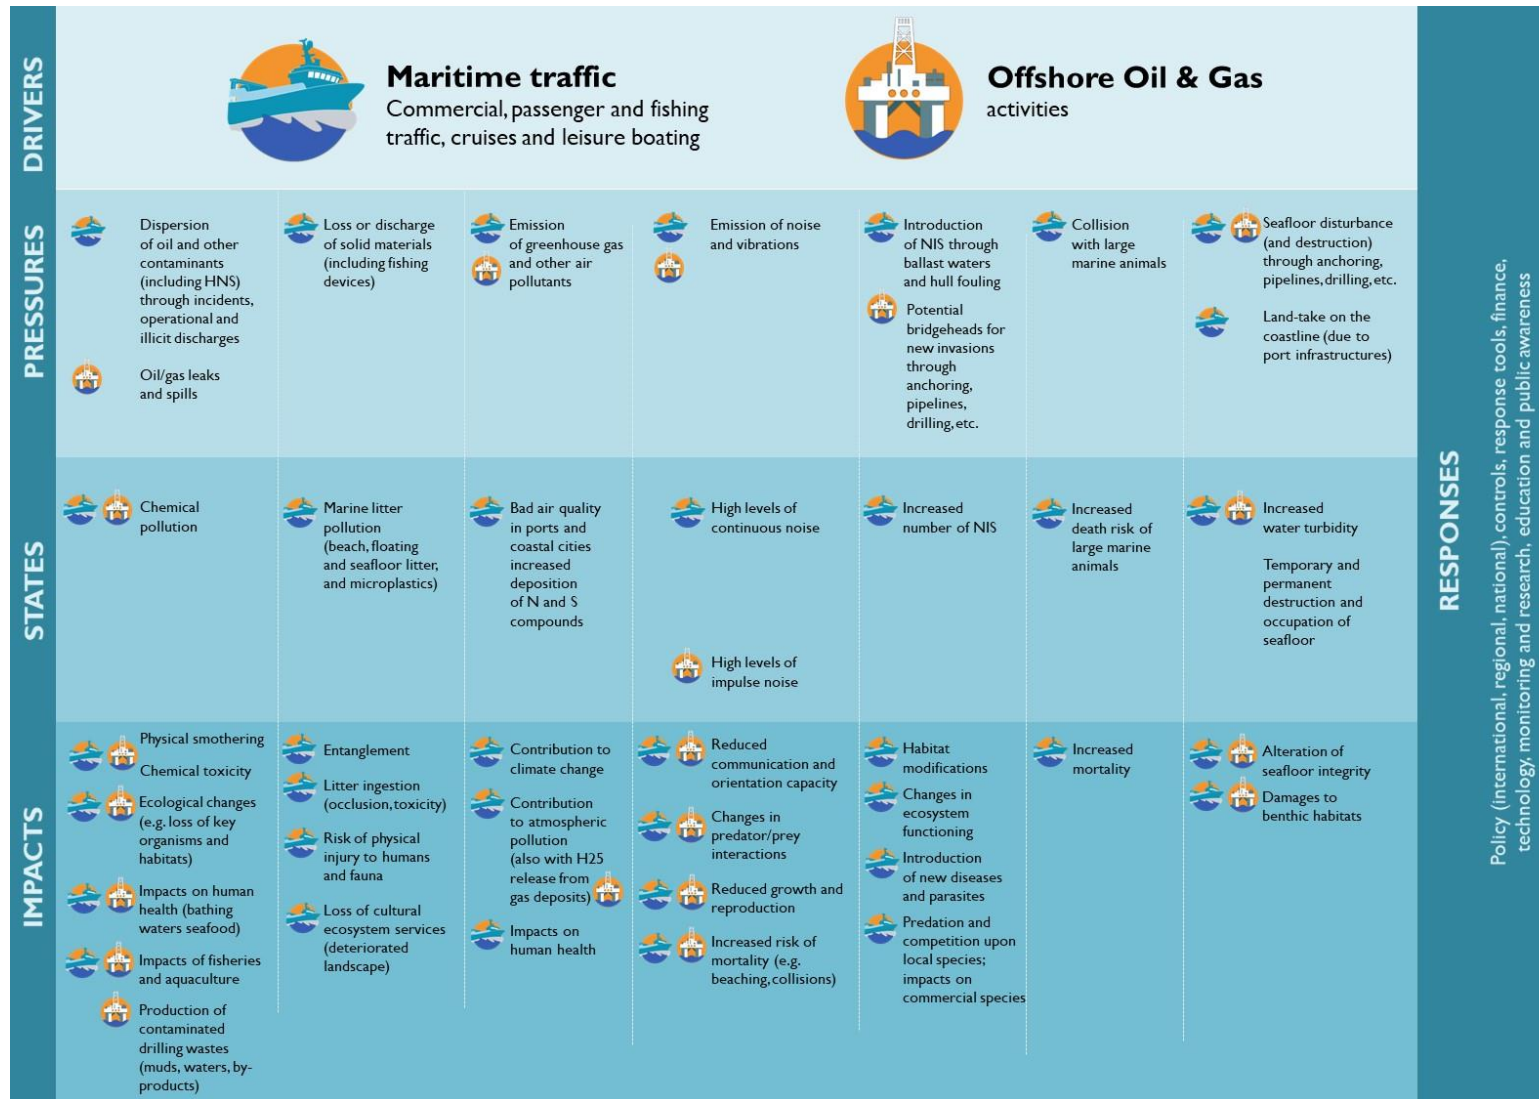 DRIVERS
Maritime traffic
Commercial, passenger and fishing
traffic, cruises and leisure boating
Offshore Oil & Gas
activities
PRESSURES
Dispersion
of oil and other
contaminants
(including HNS)
through incidents,
operational and
illicit discharges
Oil/gas leaks
and spills
Loss or discharge
of solid materials
(including fishing
devices)
Emission
of greenhouse gas
and other air
pollutants
Emission of noise
and vibrations
Introduction
of NIS through
ballast waters
and hull fouling
Potential
bridgeheads for
new invasions
through
anchoring,
pipelines,
drilling, etc.
Collision
with large
marine animals
Seafloor disturbance
(and destruction)
through anchoring,
pipelines, drilling, etc.
Land-take on the
coastline (due to
port infrastructures)
STATES
Chemical
pollution
Marine litter
pollution
(beach, floating
and seafloor litter,
and microplastics)
Bad air quality
in ports and
coastal cities
increased
deposition
of N and S
compounds
High levels of
continuous noise
High levels of
impulse noise
Increased
number of NIS
Increased
death risk of
large marine
animals
Increased
water turbidity
Temporary and
permanent
destruction and
occupation of
seafloor
IMPACTS
Physical smothering
Chemical toxicity
Ecological changes
(e.g. loss of key
organisms and
habitats)
Impacts on human
health (bathing
waters seafood)
Impacts of fisheries
and aquaculture
Production of
contaminated
drilling wastes
(muds, waters, by-
products)
Entanglement
Litter ingestion
(occlusion, toxicity)
Risk of physical
injury to humans
and fauna
Loss of cultural
ecosystem services
(deteriorated
landscape)
Contribution to
climate change
Contribution
to atmospheric
pollution
(also with H25
release from
gas deposits)
Impacts on
human health
Reduced
communication and
orientation capacity
Changes in
predator/prey
interactions
Reduced growth and
reproduction
Increased risk of
mortality (e.g.
beaching, collisions)
Habitat
modifications
Changes in
ecosystem
functioning
Introduction
of new diseases
and parasites
Predation and
competition upon
local species;
impacts on
commercial species
Increased
mortality
Alteration of
seafloor integrity
Damages to
benthic habitats
RESPONSES
Policy (international, regional, national), controls, response tools, finance,
technology, monitoring and research, education and public awareness